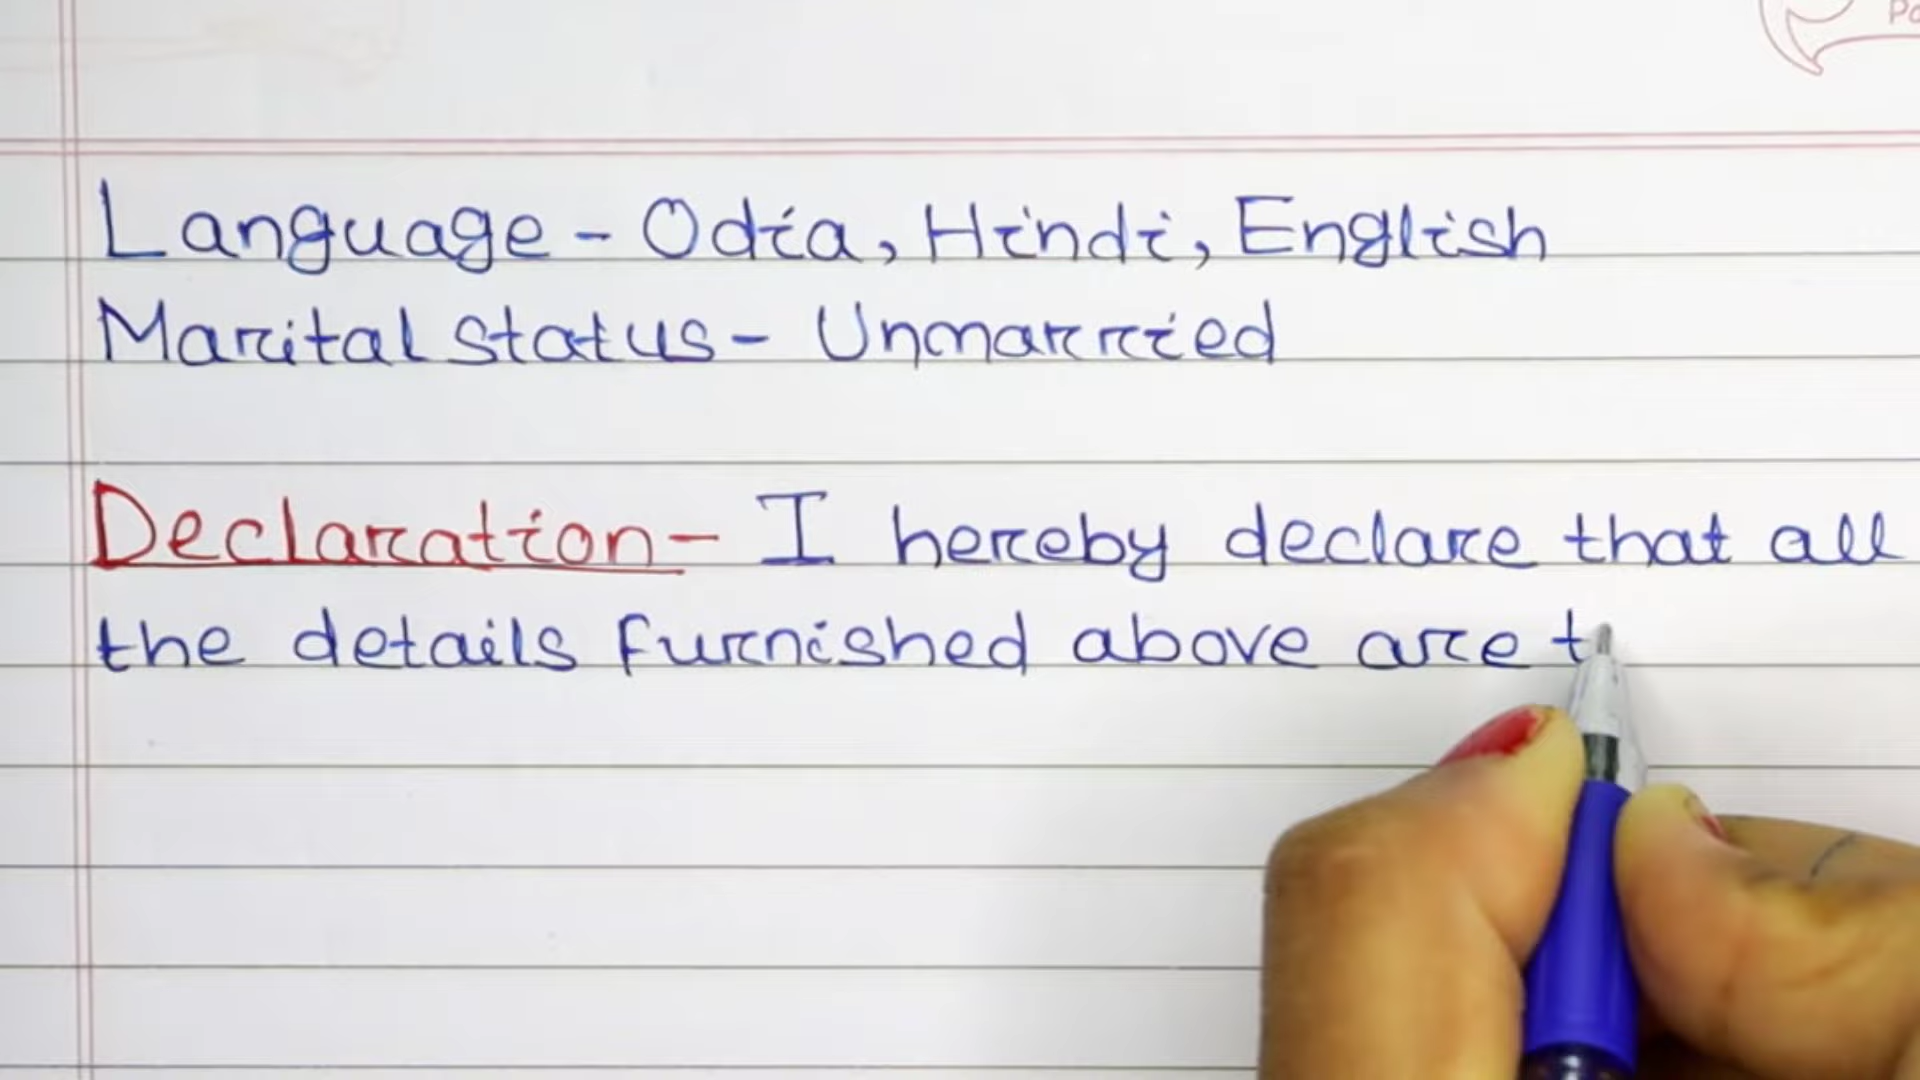 Language - Odia, Hindi, English
Marital Status - Unmarried
Declaration - I hereby declare that all
the details furnished above are t